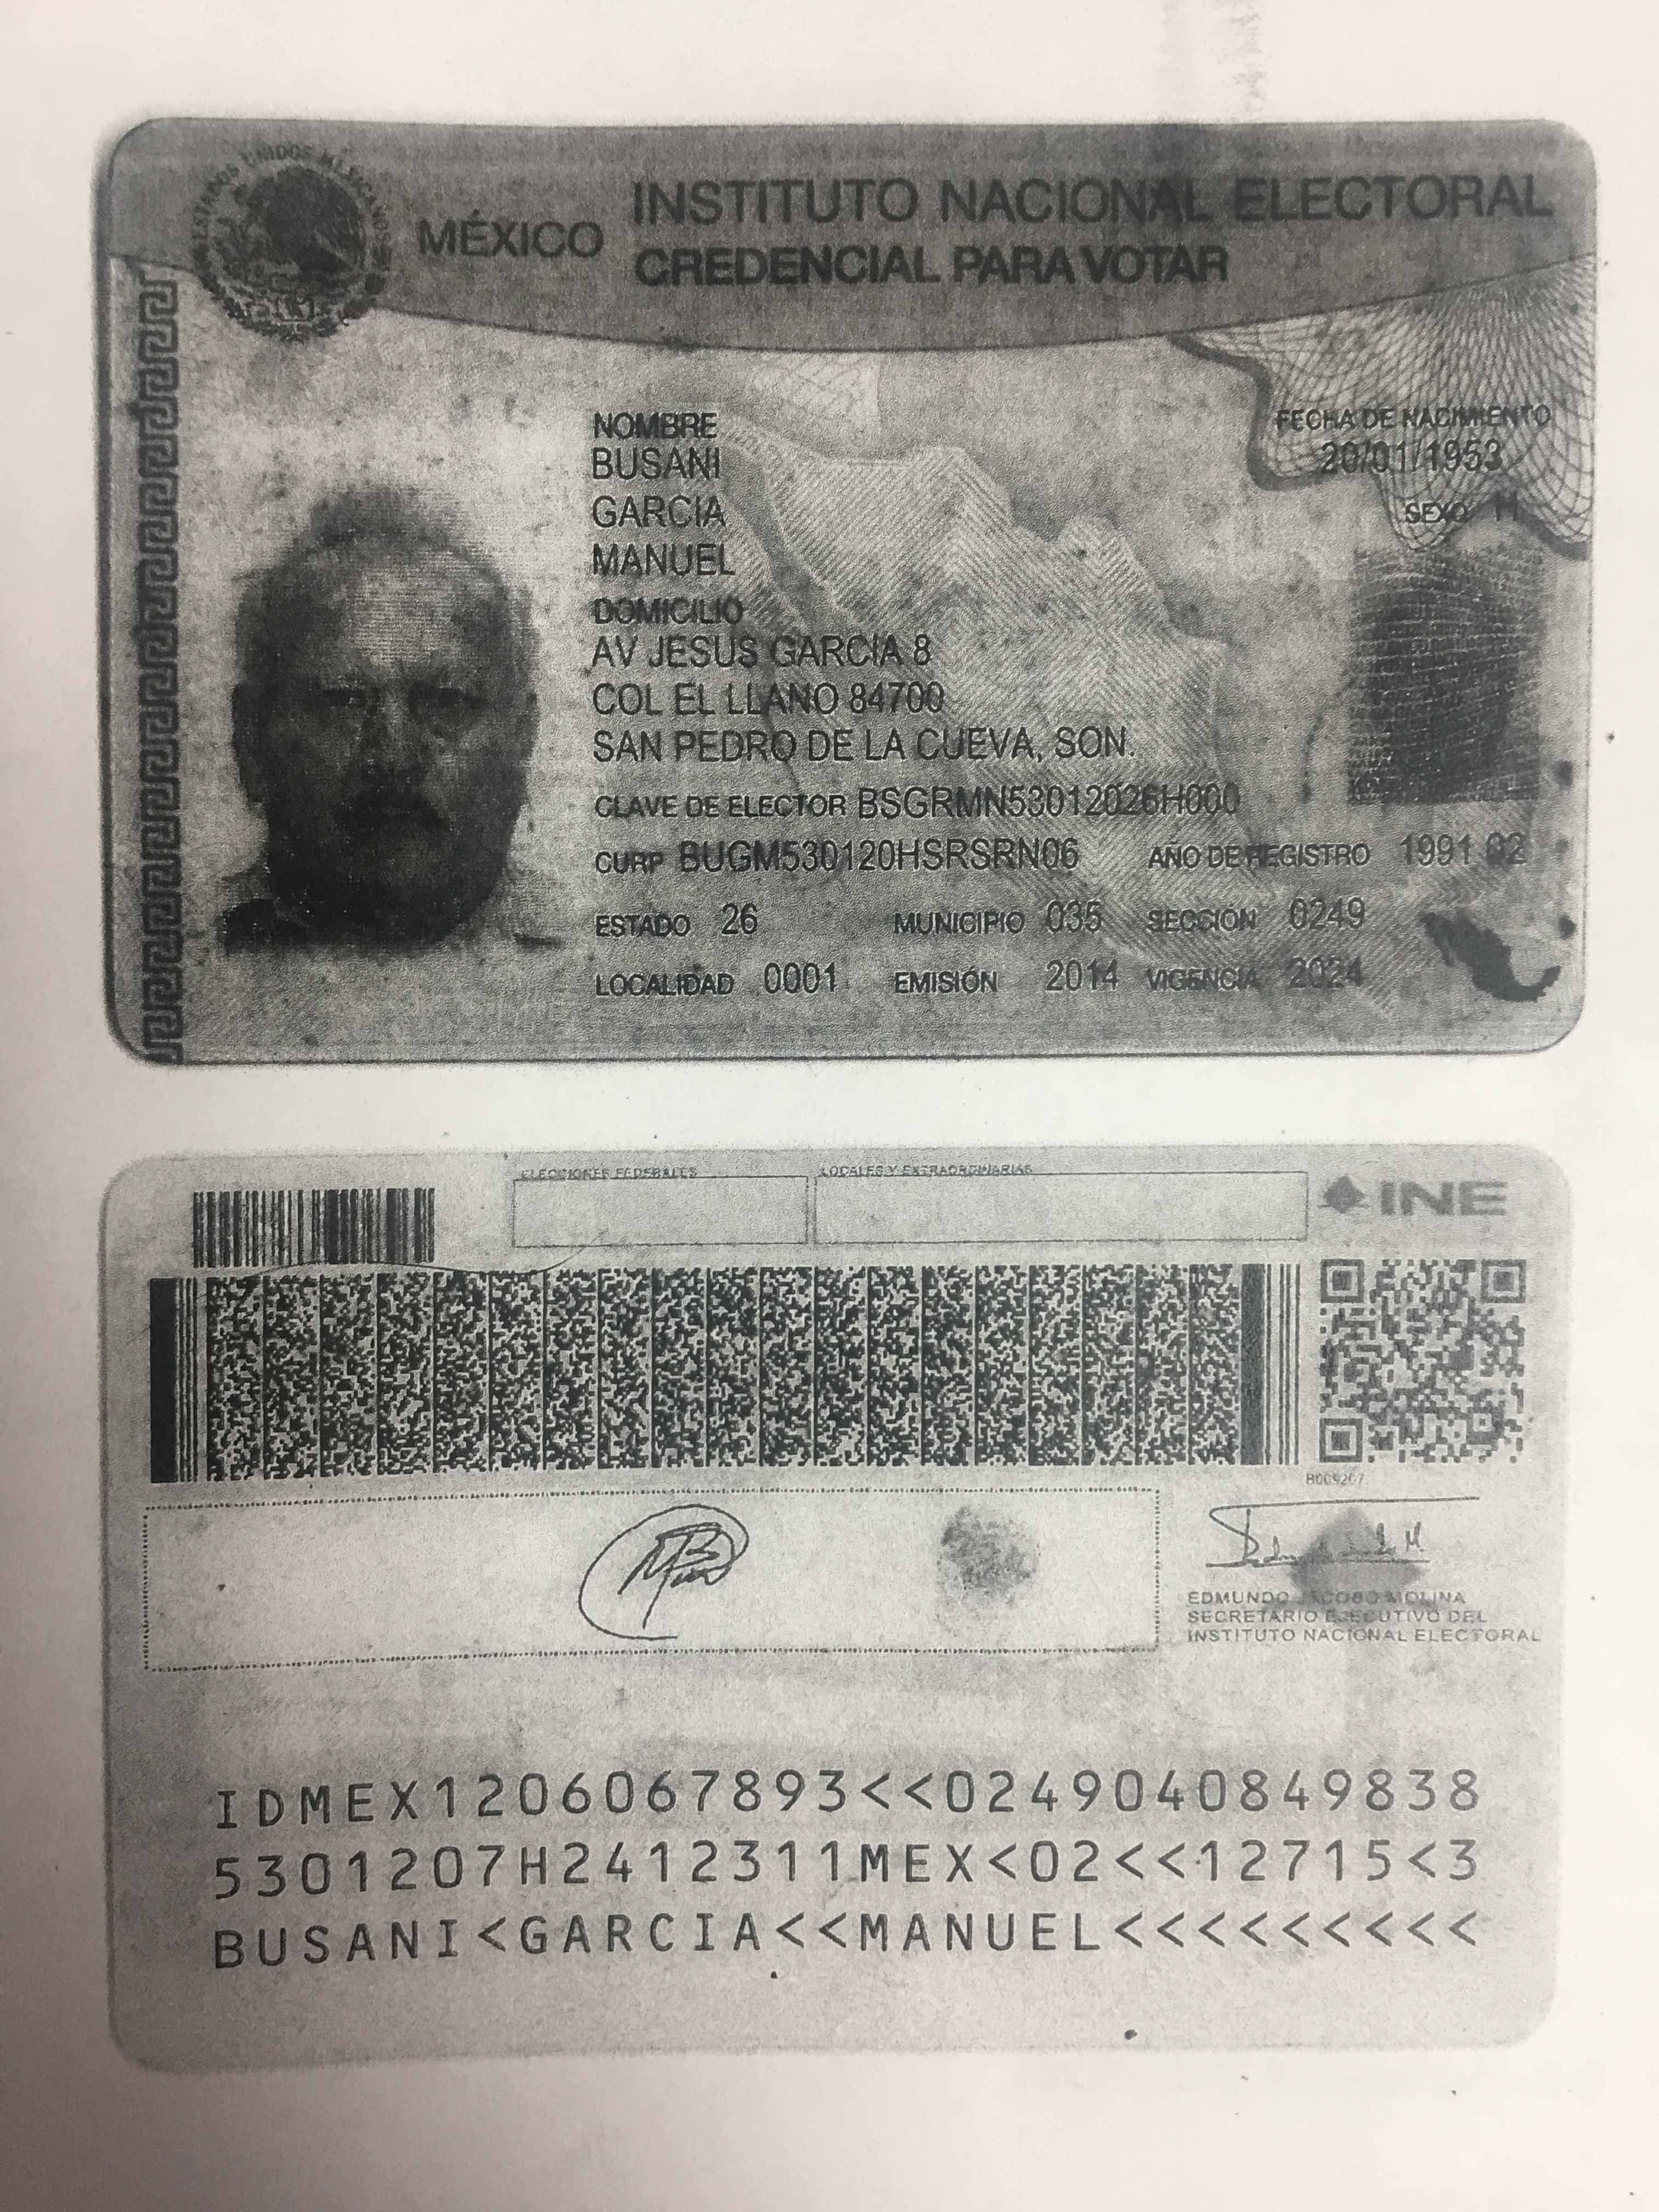 ESTADOS UNIDOS MEXICANOS
MÉXICO
INSTITUTO NACIONAL ELECTORAL
CREDENCIAL PARA VOTAR
NOMBRE
BUSANI
GARCIA
MANUEL
FECHA DE NACIMIENTO
20/01/1953
SEXO H
DOMICILIO
AV JESUS GARCIA 8
COL EL LLANO 84700
SAN PEDRO DE LA CUEVA, SON.
CLAVE DE ELECTOR BSGRMN53012026H000
CURP BUGM530120HSRSRN06 AÑO DE REGISTRO 1991 02
ESTADO 26 MUNICIPIO 035 SECCIÓN 0249
LOCALIDAD 0001 EMISIÓN 2014 VIGENCIA 2024
ELECCIONES FEDERALES LOCALES Y EXTRAORDINARIAS
INE
EDMUNDO JACOBO MOLINA
SECRETARIO EJECUTIVO DEL
INSTITUTO NACIONAL ELECTORAL
IDMEX1206067893<<0249040849838
5301207H2412311MEX<02<<12715<3
BUSANI<GARCIA<<MANUEL<<<<<<<<<